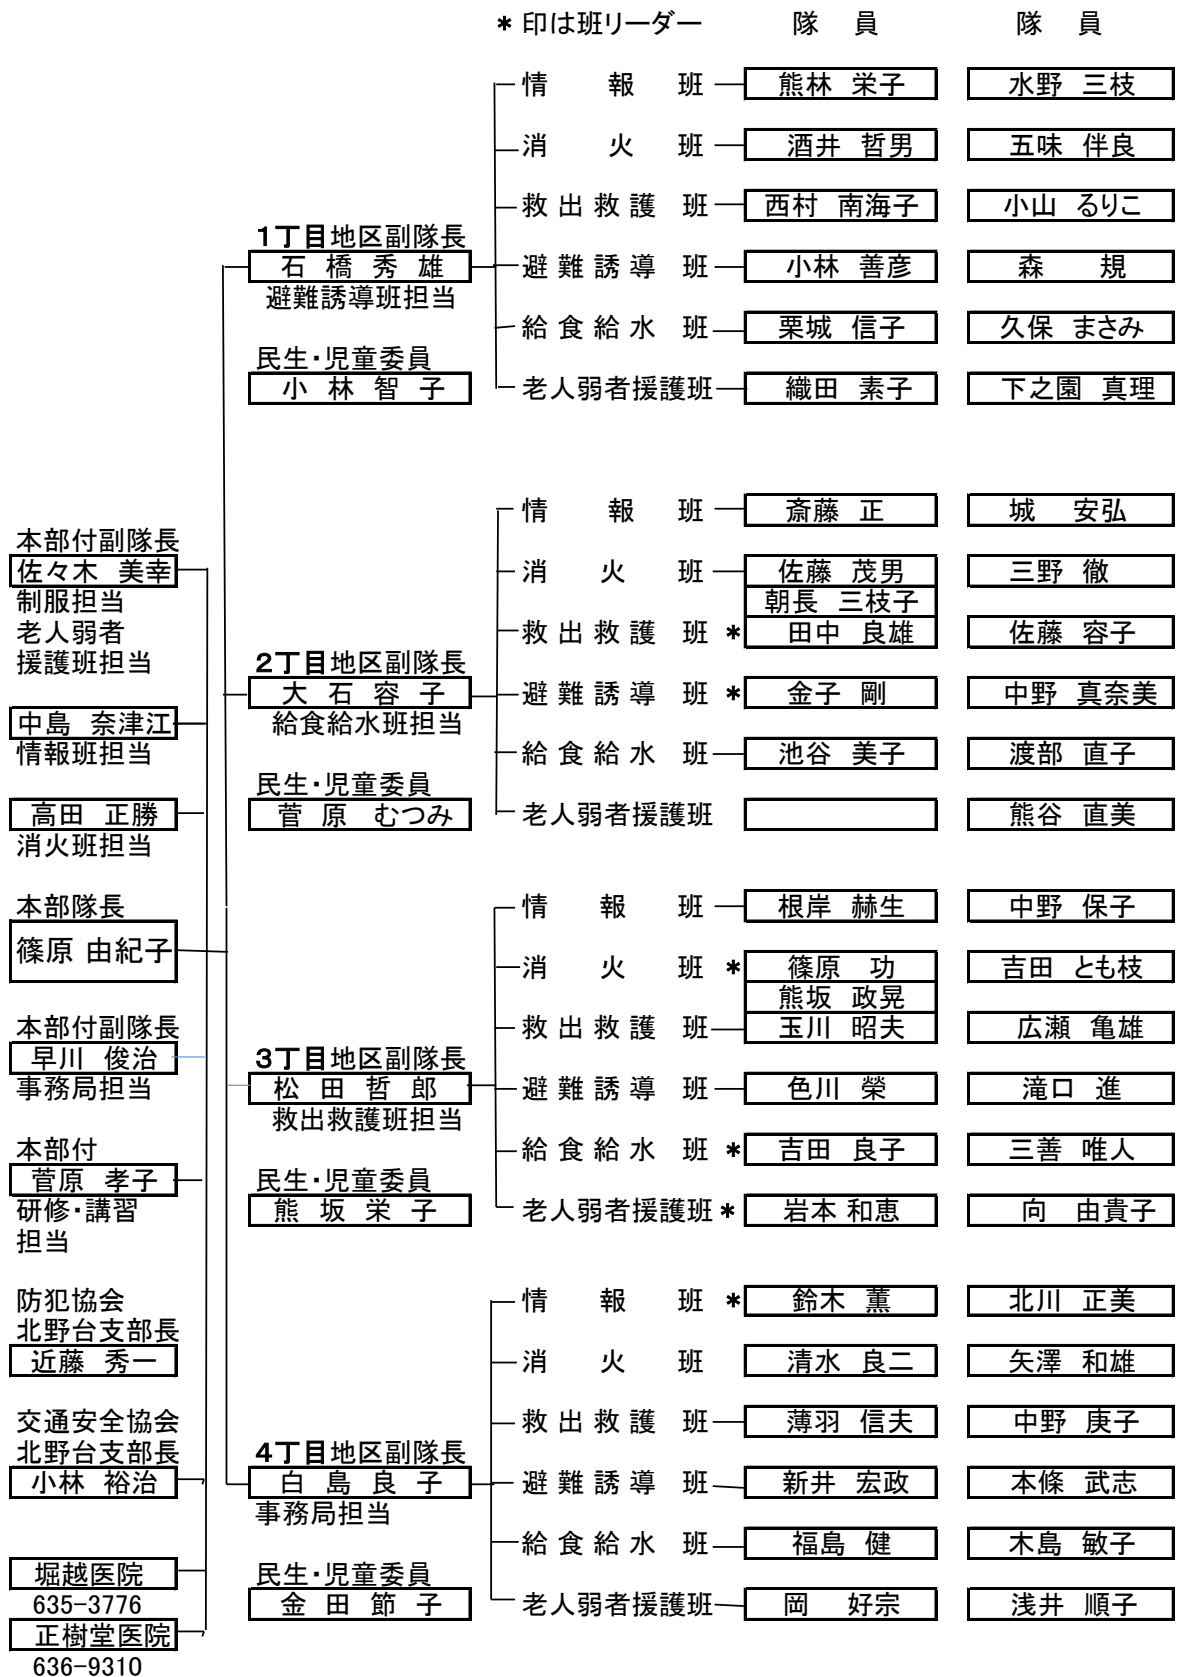 ＊印は班リーダー 隊 員 隊 員
情 報 班 熊林 栄子 水野 三枝
消 火 班 酒井 哲男 五味 伴良
救出救護 班 西村 南海子 小山 るりこ
1丁目地区副隊長
石橋秀雄 避難誘導 班 小林 善彦 森 規
避難誘導班担当
給食給水 班 栗城 信子 久保 まさみ
民生・児童委員
小林智子 老人弱者援護班 織田 素子 下之園 真理
情 報 班 斎藤 正 城 安弘
本部付副隊長
佐々木 美幸 消 火 班 佐藤 茂男 三野 徹
制服担当 朝長 三枝子
老人弱者 救出救護 班 ＊ 田中 良雄 佐藤 容子
援護班担当 2丁目地区副隊長
大石容子 避難誘導 班 ＊ 金子 剛 中野 真奈美
中島 奈津江 給食給水班担当
情報班担当 給食給水 班 池谷 美子 渡部 直子
民生・児童委員
高田 正勝 菅原 むつみ 老人弱者援護班 熊谷 直美
消火班担当
本部隊長 情 報 班 根岸 赫生 中野 保子
篠原 由紀子
消 火 班 ＊ 篠原 功 吉田 とも枝
熊坂 政晃
本部付副隊長 救出救護 班 玉川 昭夫 広瀬 亀雄
早川 俊治 3丁目地区副隊長
事務局担当 松田哲郎 避難誘導 班 色川 榮 滝口 進
救出救護班担当
本部付 給食給水 班 ＊ 吉田 良子 三善 唯人
菅原 孝子 民生・児童委員
研修・講習 熊坂栄子 老人弱者援護班 ＊ 岩本 和恵 向 由貴子
担当
防犯協会 情 報 班 ＊ 鈴木 薫 北川 正美
北野台支部長
近藤 秀一 消 火 班 清水 良二 矢澤 和雄
交通安全協会 救出救護 班 薄羽 信夫 中野 庚子
北野台支部長 4丁目地区副隊長
小林 裕治 白島良子 避難誘導 班 新井 宏政 本條 武志
事務局担当
給食給水 班 福島 健 木島 敏子
堀越医院 民生・児童委員
635-3776 金田節子 老人弱者援護班 岡 好宗 浅井 順子
正樹堂医院
636-9310